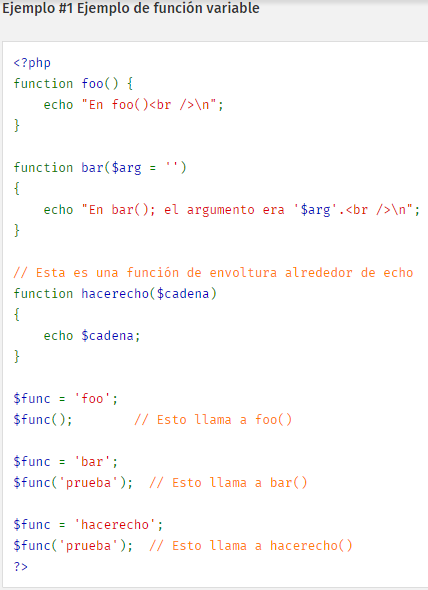 Ejemplo #1 Ejemplo de función variable
<?php
function foo() {
    echo "En foo()<br />\n";
}

function bar($arg = '')
{
    echo "En bar(); el argumento era '$arg'.<br />\n";
}

// Esta es una función de envoltura alrededor de echo
function hacerecho($cadena)
{
    echo $cadena;
}

$func = 'foo';
$func();        // Esto llama a foo()

$func = 'bar';
$func('prueba');  // Esto llama a bar()

$func = 'hacerecho';
$func('prueba');  // Esto llama a hacerecho()
?>